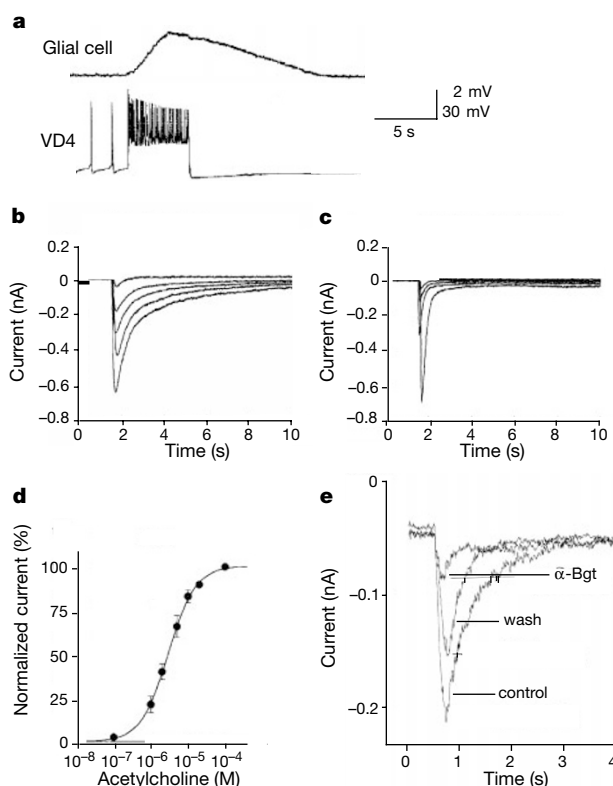 a
Glial cell
VD4
2 mV
30 mV
5 s
b
0.2
0
−0.2
−0.4
−0.6
−0.8
Current (nA)
0 2 4 6 8 10
Time (s)
c
0.2
0
−0.2
−0.4
−0.6
−0.8
Current (nA)
0 2 4 6 8 10
Time (s)
d
Normalized current (%)
100
75
50
25
0
10⁻⁸ 10⁻⁷ 10⁻⁶ 10⁻⁵ 10⁻⁴
Acetylcholine (M)
e
0
−0.1
−0.2
Current (nA)
α-Bgt
wash
control
0 1 2 3 4
Time (s)